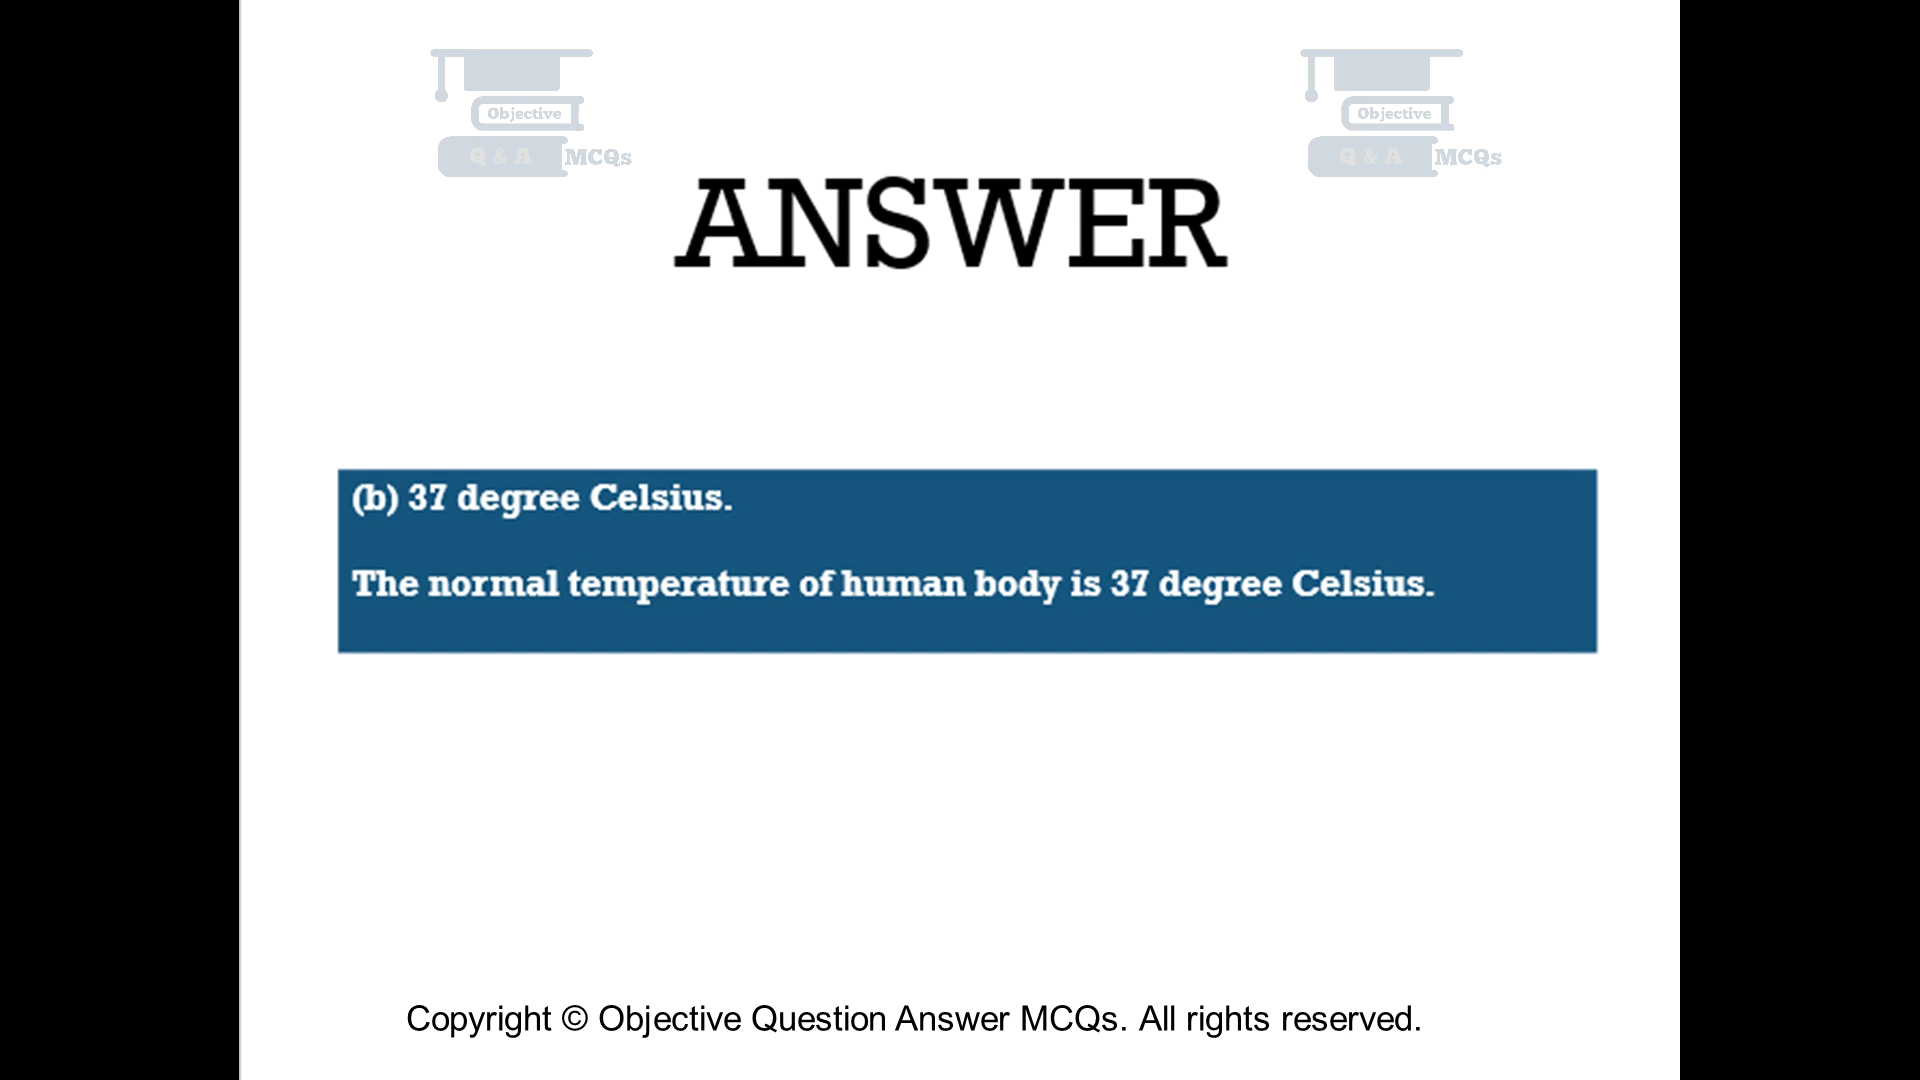 Objective
Q & A MCQs
Objective
Q & A MCQs
ANSWER
(b) 37 degree Celsius.
The normal temperature of human body is 37 degree Celsius.
Copyright © Objective Question Answer MCQs. All rights reserved.